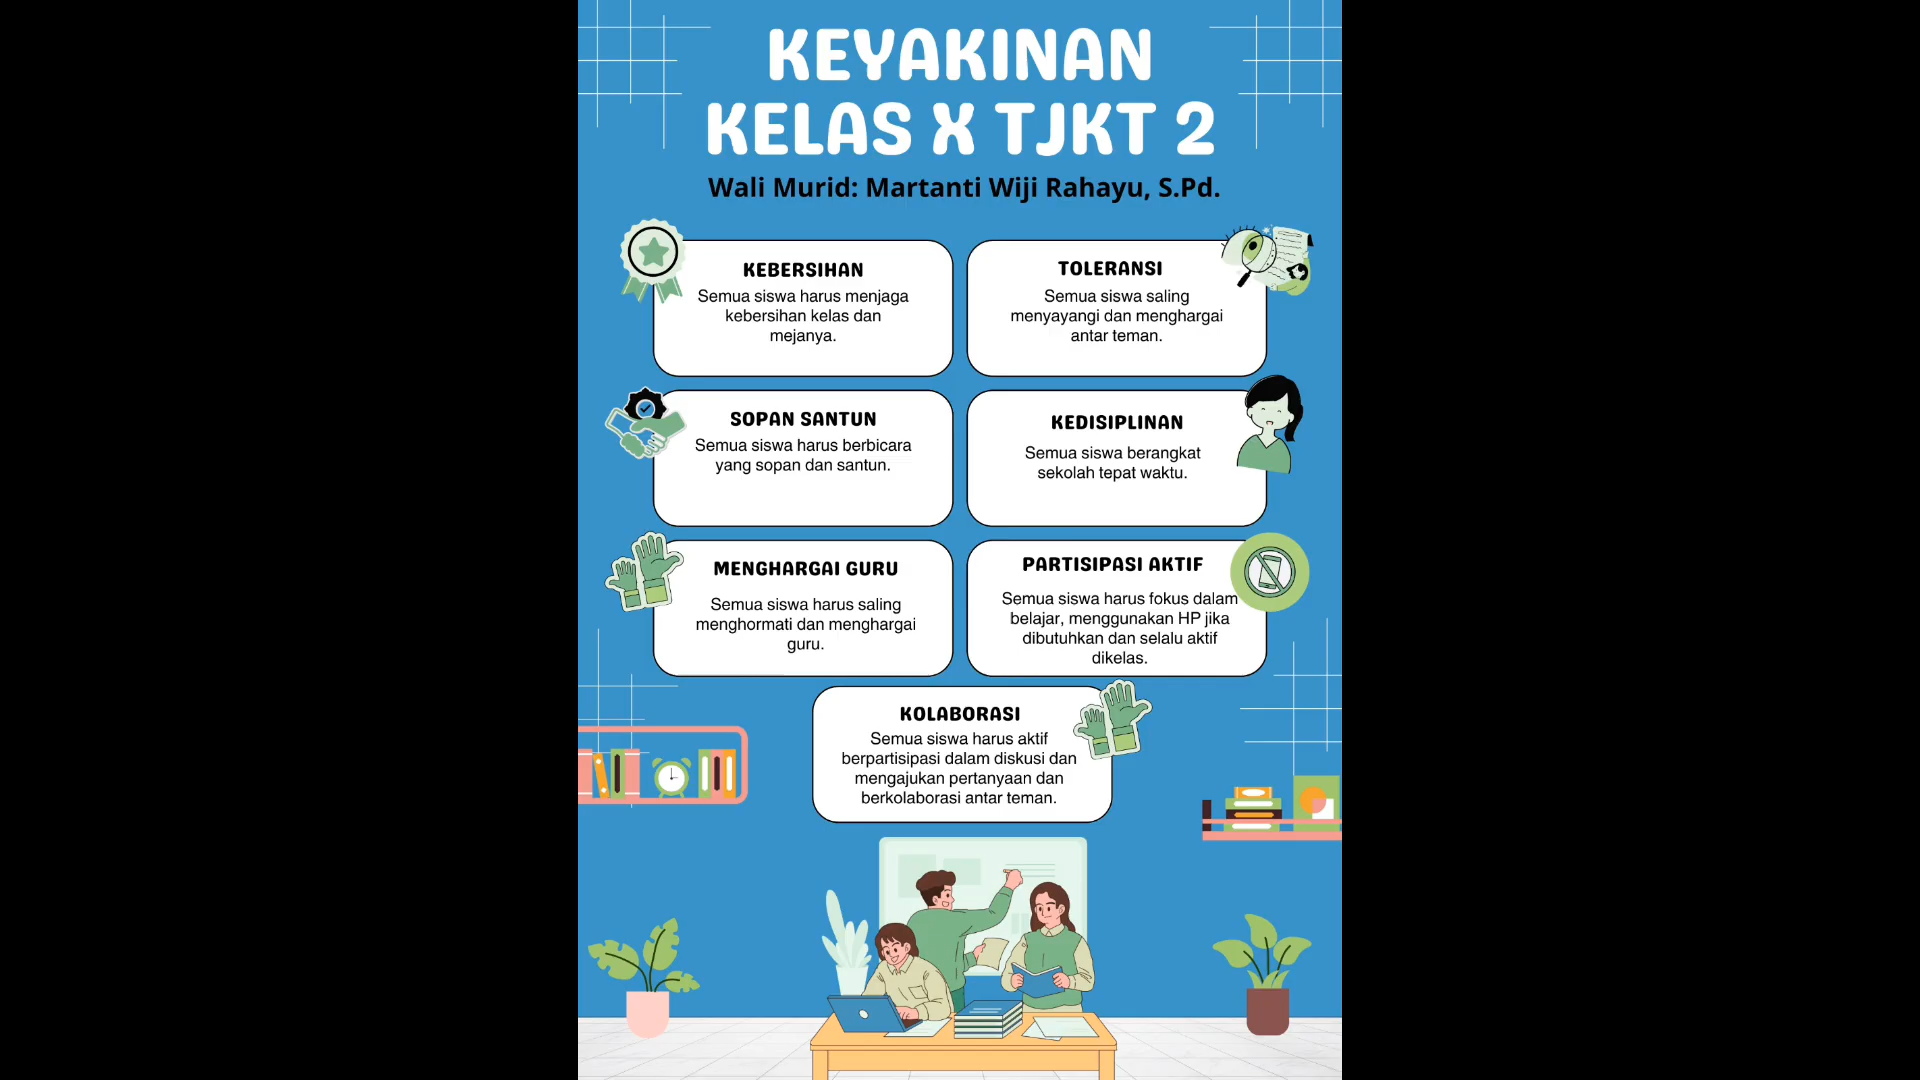 KEYAKINAN
KELAS X TJKT 2
Wali Murid: Martanti Wiji Rahayu, S.Pd.
KEBERSIHAN
Semua siswa harus menjaga
kebersihan kelas dan
mejanya.
TOLERANSI
Semua siswa saling
menyayangi dan menghargai
antar teman.
SOPAN SANTUN
Semua siswa harus berbicara
yang sopan dan santun.
KEDISIPLINAN
Semua siswa berangkat
sekolah tepat waktu.
MENGHARGAI GURU
Semua siswa harus saling
menghormati dan menghargai
guru.
PARTISIPASI AKTIF
Semua siswa harus fokus dalam
belajar, menggunakan HP jika
dibutuhkan dan selalu aktif
dikelas.
KOLABORASI
Semua siswa harus aktif
berpartisipasi dalam diskusi dan
mengajukan pertanyaan dan
berkolaborasi antar teman.